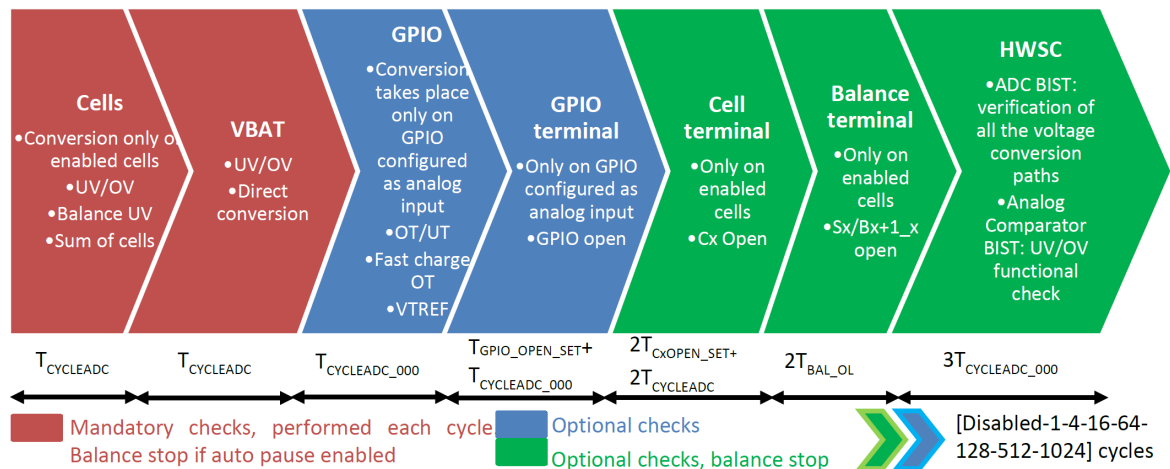 Cells
•Conversion only of
enabled cells
•UV/OV
•Balance UV
•Sum of cells
VBAT
•UV/OV
•Direct
conversion
GPIO
•Conversion
takes place
only on
GPIO
configured
as analog
input
•OT/UT
•Fast charge
OT
•VTREF
GPIO
terminal
•Only on GPIO
configured as
analog input
•GPIO open
Cell
terminal
•Only on
enabled
cells
•Cx Open
Balance
terminal
•Only on
enabled
cells
•Sx/Bx+1_x
open
HWSC
•ADC BIST:
verification of
all the voltage
conversion
paths
•Analog
Comparator
BIST: UV/OV
functional
check
TCYCLEADC
TCYCLEADC
TCYCLEADC_000
TGPIO_OPEN_SET+
TCYCLEADC_000
2TCxOPEN_SET+
2TCYCLEADC
2TBAL_OL
3TCYCLEADC_000
Mandatory checks, performed each cycle
Balance stop if auto pause enabled
Optional checks
Optional checks, balance stop
[Disabled-1-4-16-64-
128-512-1024] cycles